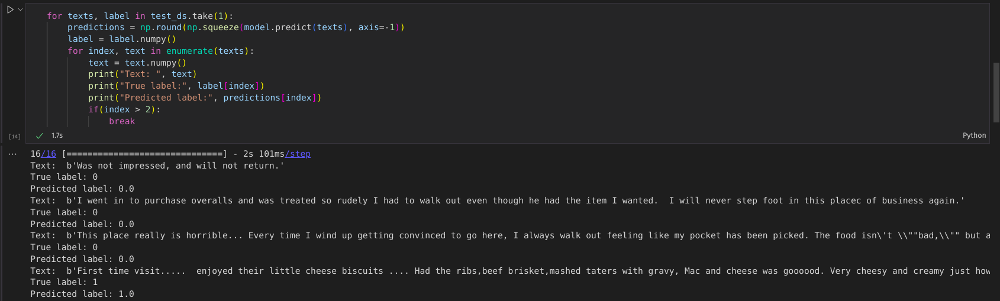 for texts, label in test_ds.take(1):
    predictions = np.round(np.squeeze(model.predict(texts), axis=-1))
    label = label.numpy()
    for index, text in enumerate(texts):
        text = text.numpy()
        print("Text: ", text)
        print("True label:", label[index])
        print("Predicted label:", predictions[index])
        if(index > 2):
            break
[14] 1.7s Python
16/16 [==============================] - 2s 101ms/step
Text:  b'Was not impressed, and will not return.'
True label: 0
Predicted label: 0.0
Text:  b'I went in to purchase overalls and was treated so rudely I had to walk out even though he had the item I wanted.  I will never step foot in this placec of business again.'
True label: 0
Predicted label: 0.0
Text:  b'This place really is horrible... Every time I wind up getting convinced to go here, I always walk out feeling like my pocket has been picked. The food isn\'t \\""bad,\\"" but a
True label: 0
Predicted label: 0.0
Text:  b'First time visit.....  enjoyed their little cheese biscuits .... Had the ribs,beef brisket,mashed taters with gravy, Mac and cheese was goooood. Very cheesy and creamy just how
True label: 1
Predicted label: 1.0